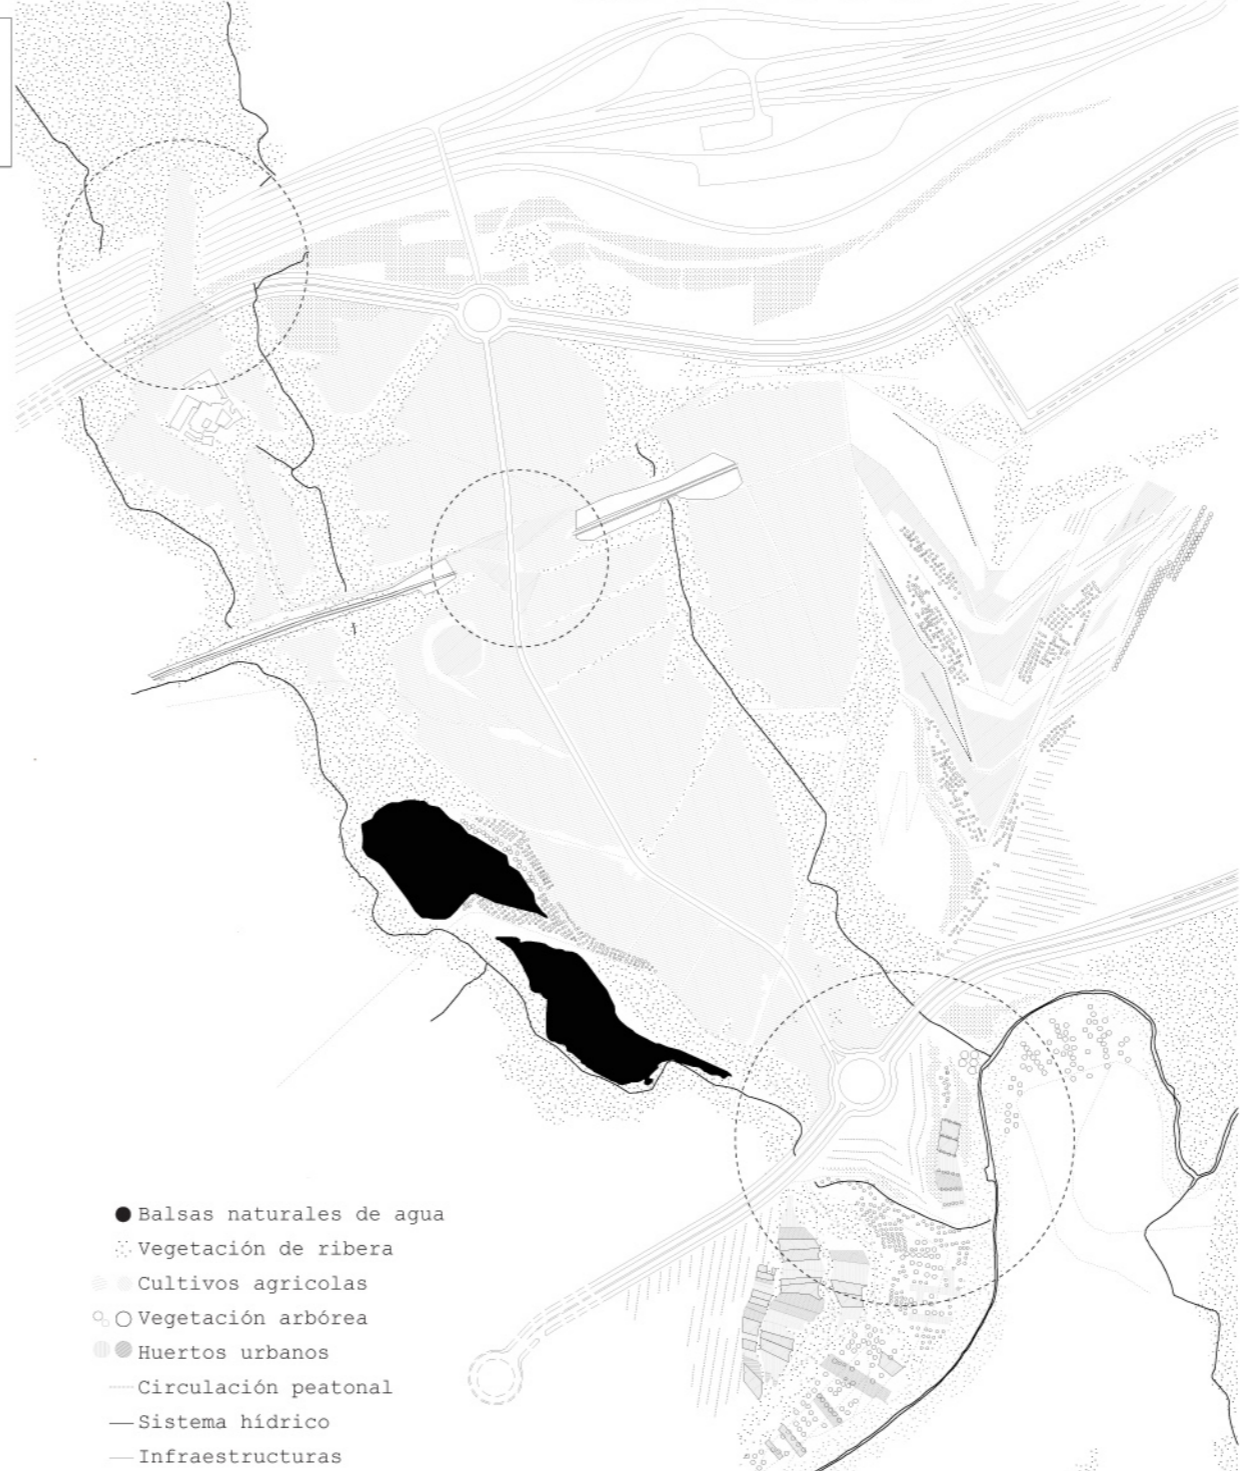 Balsas naturales de agua
Vegetación de ribera
Cultivos agricolas
Vegetación arbórea
Huertos urbanos
Circulación peatonal
Sistema hídrico
Infraestructuras